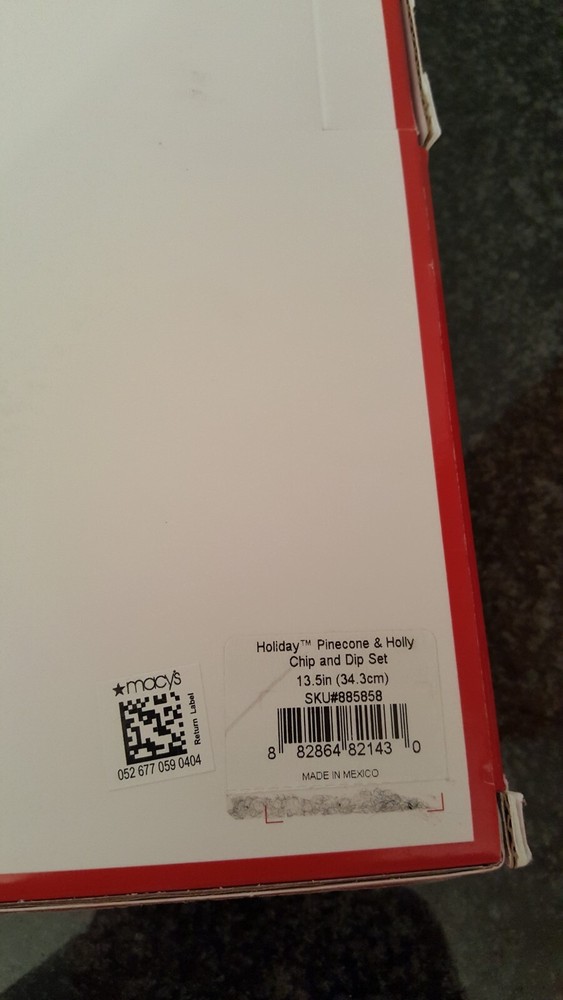 Holiday™ Pinecone & Holly
Chip and Dip Set
13.5in (34.3cm)
SKU#885858
8 82864 82143 0
MADE IN MEXICO
★macy's
Return Label
052 677 059 0404